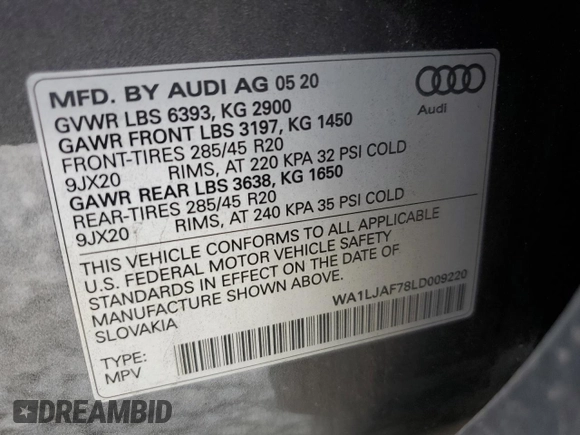 MFD. BY AUDI AG 05 20
GVWR LBS 6393, KG 2900
GAWR FRONT LBS 3197, KG 1450
FRONT-TIRES 285/45 R20
9JX20 RIMS, AT 220 KPA 32 PSI COLD
GAWR REAR LBS 3638, KG 1650
REAR-TIRES 285/45 R20
9JX20 RIMS, AT 240 KPA 35 PSI COLD
Audi
THIS VEHICLE CONFORMS TO ALL APPLICABLE
U.S. FEDERAL MOTOR VEHICLE SAFETY
STANDARDS IN EFFECT ON THE DATE OF
MANUFACTURE SHOWN ABOVE.
SLOVAKIA
WA1LJAF78LD009220
TYPE:
MPV
DREAMBID